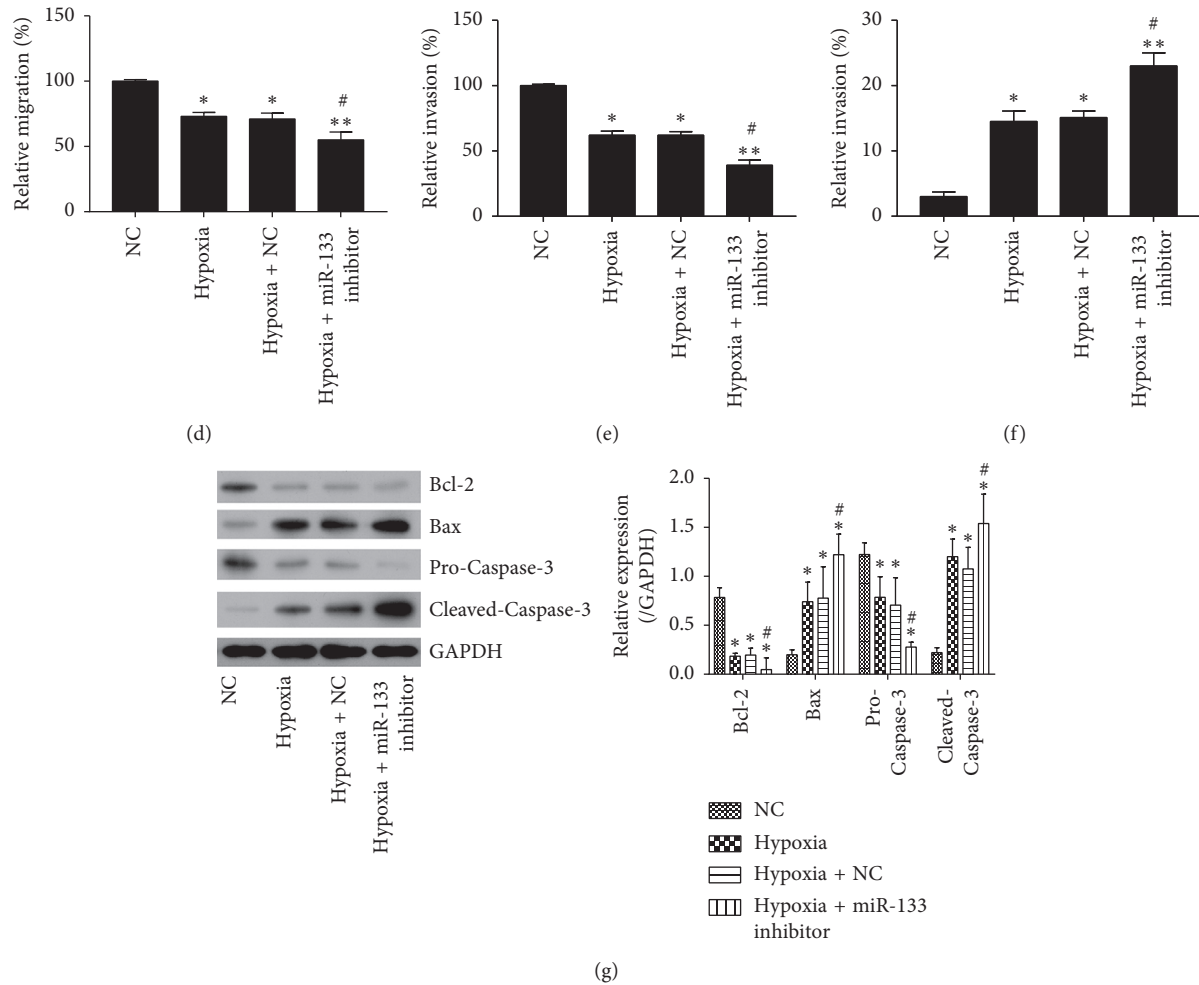 Relative migration (%)
100
50
0
*
*
#
**
NC
Hypoxia
Hypoxia + NC
Hypoxia + miR-133
inhibitor
(d)
Relative invasion (%)
150
100
50
0
*
*
#
**
NC
Hypoxia
Hypoxia + NC
Hypoxia + miR-133
inhibitor
(e)
Relative invasion (%)
30
20
10
0
*
*
#
**
NC
Hypoxia
Hypoxia + NC
Hypoxia + miR-133
inhibitor
(f)
Bcl-2
Bax
Pro-Caspase-3
Cleaved-Caspase-3
GAPDH
NC
Hypoxia
Hypoxia + NC
Hypoxia + miR-133
inhibitor
Relative expression
(/GAPDH)
2.0
1.5
1.0
0.5
0.0
*
*
#
*
*
*
#
*
*
*
#
*
*
*
#
*
Bcl-2
Bax
Pro-
Caspase-3
Cleaved-
Caspase-3
NC
Hypoxia
Hypoxia + NC
Hypoxia + miR-133
inhibitor
(g)